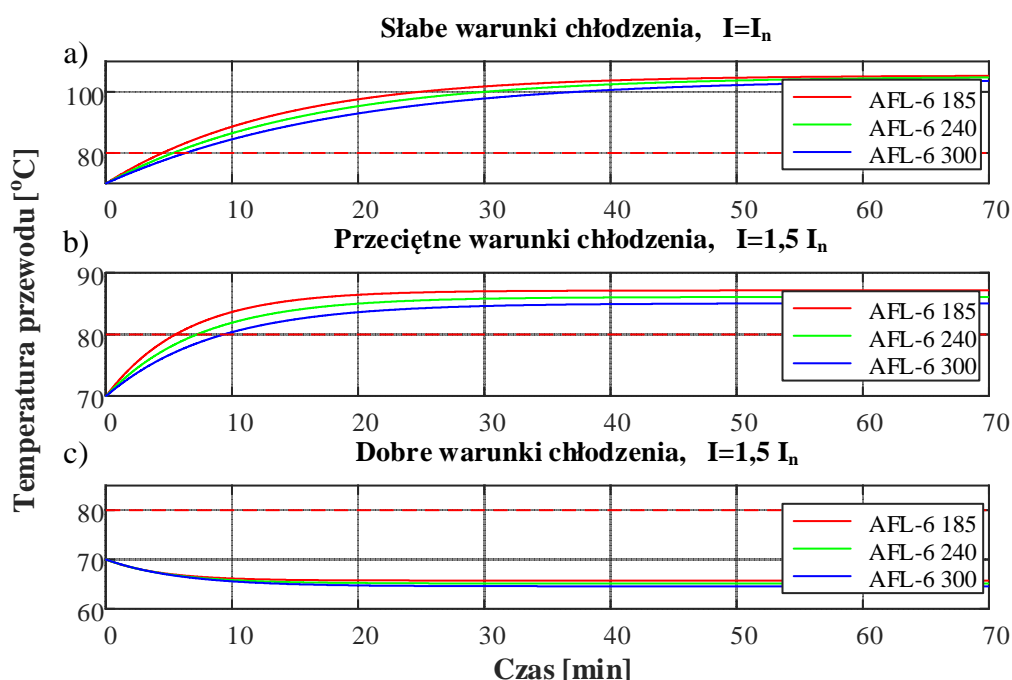 Słabe warunki chłodzenia, I=Iₙ
a)
100
80
AFL-6 185
AFL-6 240
AFL-6 300
0 10 20 30 40 50 60 70
b)
Przeciętne warunki chłodzenia, I=1,5 Iₙ
90
80
70
AFL-6 185
AFL-6 240
AFL-6 300
0 10 20 30 40 50 60 70
c)
Dobre warunki chłodzenia, I=1,5 Iₙ
80
70
60
AFL-6 185
AFL-6 240
AFL-6 300
0 10 20 30 40 50 60 70
Temperatura przewodu [°C]
Czas [min]